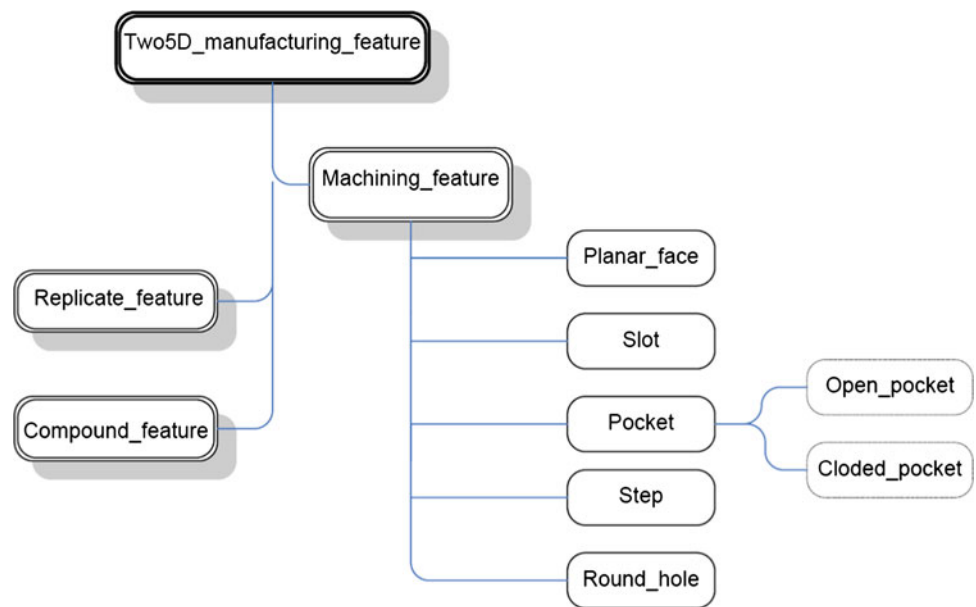 Two5D_manufacturing_feature
Machining_feature
Replicate_feature
Compound_feature
Planar_face
Slot
Pocket
Step
Round_hole
Open_pocket
Cloded_pocket